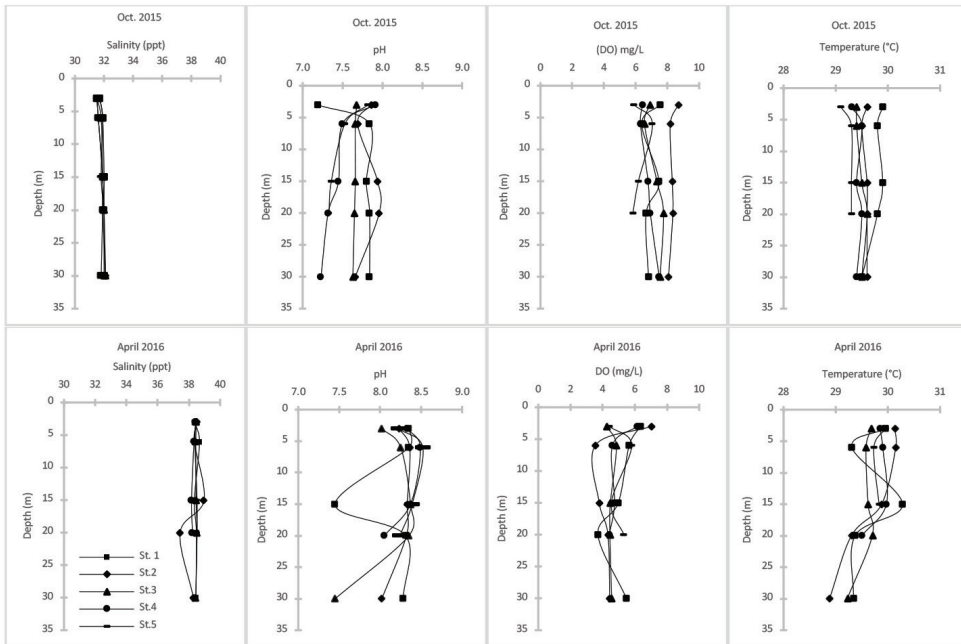 Oct. 2015
Salinity (ppt)
30 32 34 36 38 40
0
5
10
15
20
25
30
35
Depth (m)
Oct. 2015
pH
7.0 7.5 8.0 8.5 9.0
0
5
10
15
20
25
30
35
Depth (m)
Oct. 2015
(DO) mg/L
0 2 4 6 8 10
0
5
10
15
20
25
30
35
Depth (m)
Oct. 2015
Temperature (°C)
28 29 30 31
0
5
10
15
20
25
30
35
Depth (m)
April 2016
Salinity (ppt)
30 32 34 36 38 40
0
5
10
15
20
25
30
35
Depth (m)
St. 1
St.2
St.3
St.4
St.5
April 2016
pH
7.0 7.5 8.0 8.5 9.0
0
5
10
15
20
25
30
35
Depth (m)
April 2016
DO (mg/L)
0 2 4 6 8 10
0
5
10
15
20
25
30
35
Depth (m)
April 2016
Temperature (°C)
28 29 30 31
0
5
10
15
20
25
30
35
Depth (m)